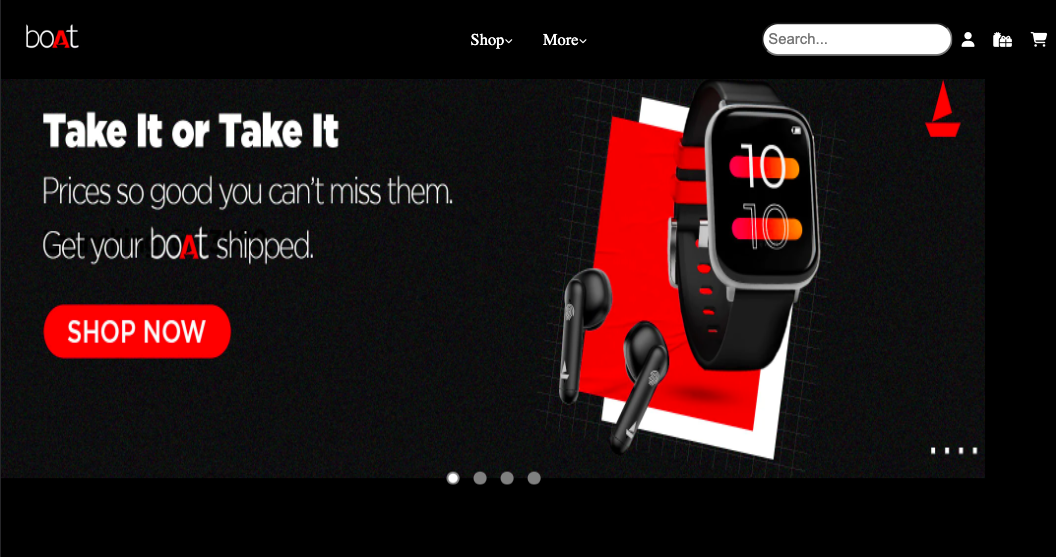 boAt
Shop
More
Search...
Take It or Take It
Prices so good you can't miss them.
Get your boAt shipped.
SHOP NOW
10
10